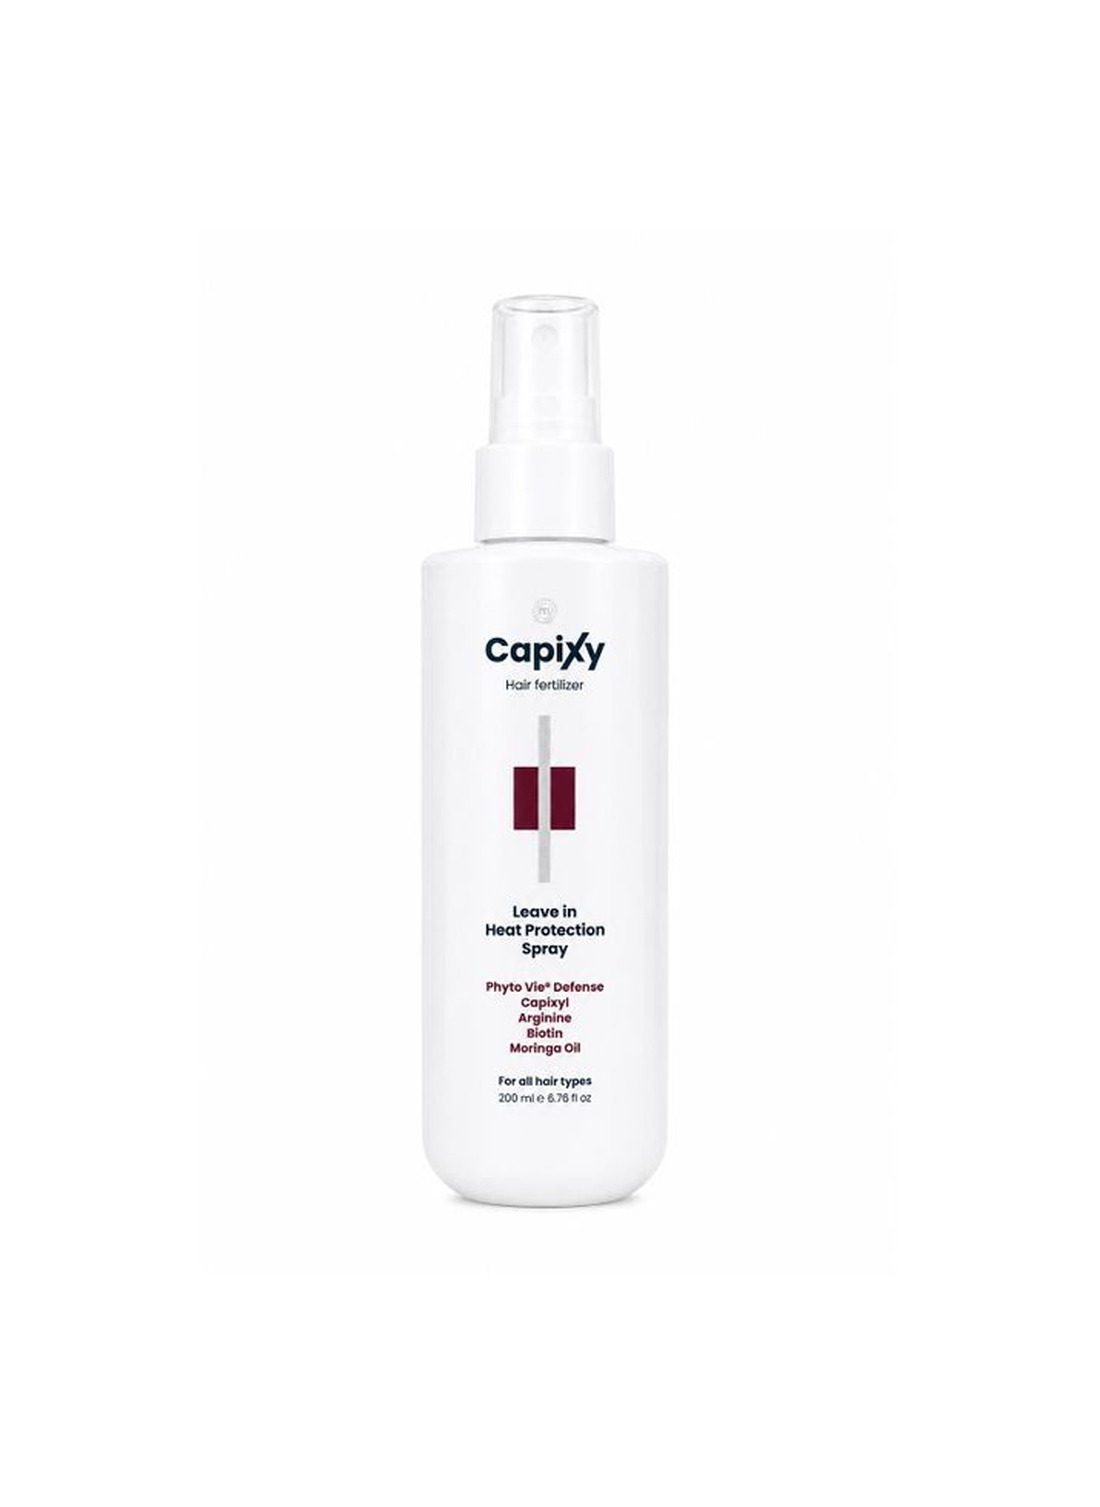 m
Capixy
Hair fertilizer
Leave in
Heat Protection
Spray
Phyto Vie® Defense
Capixyl
Arginine
Biotin
Moringa Oil
For all hair types
200 ml e 6.76 fl oz